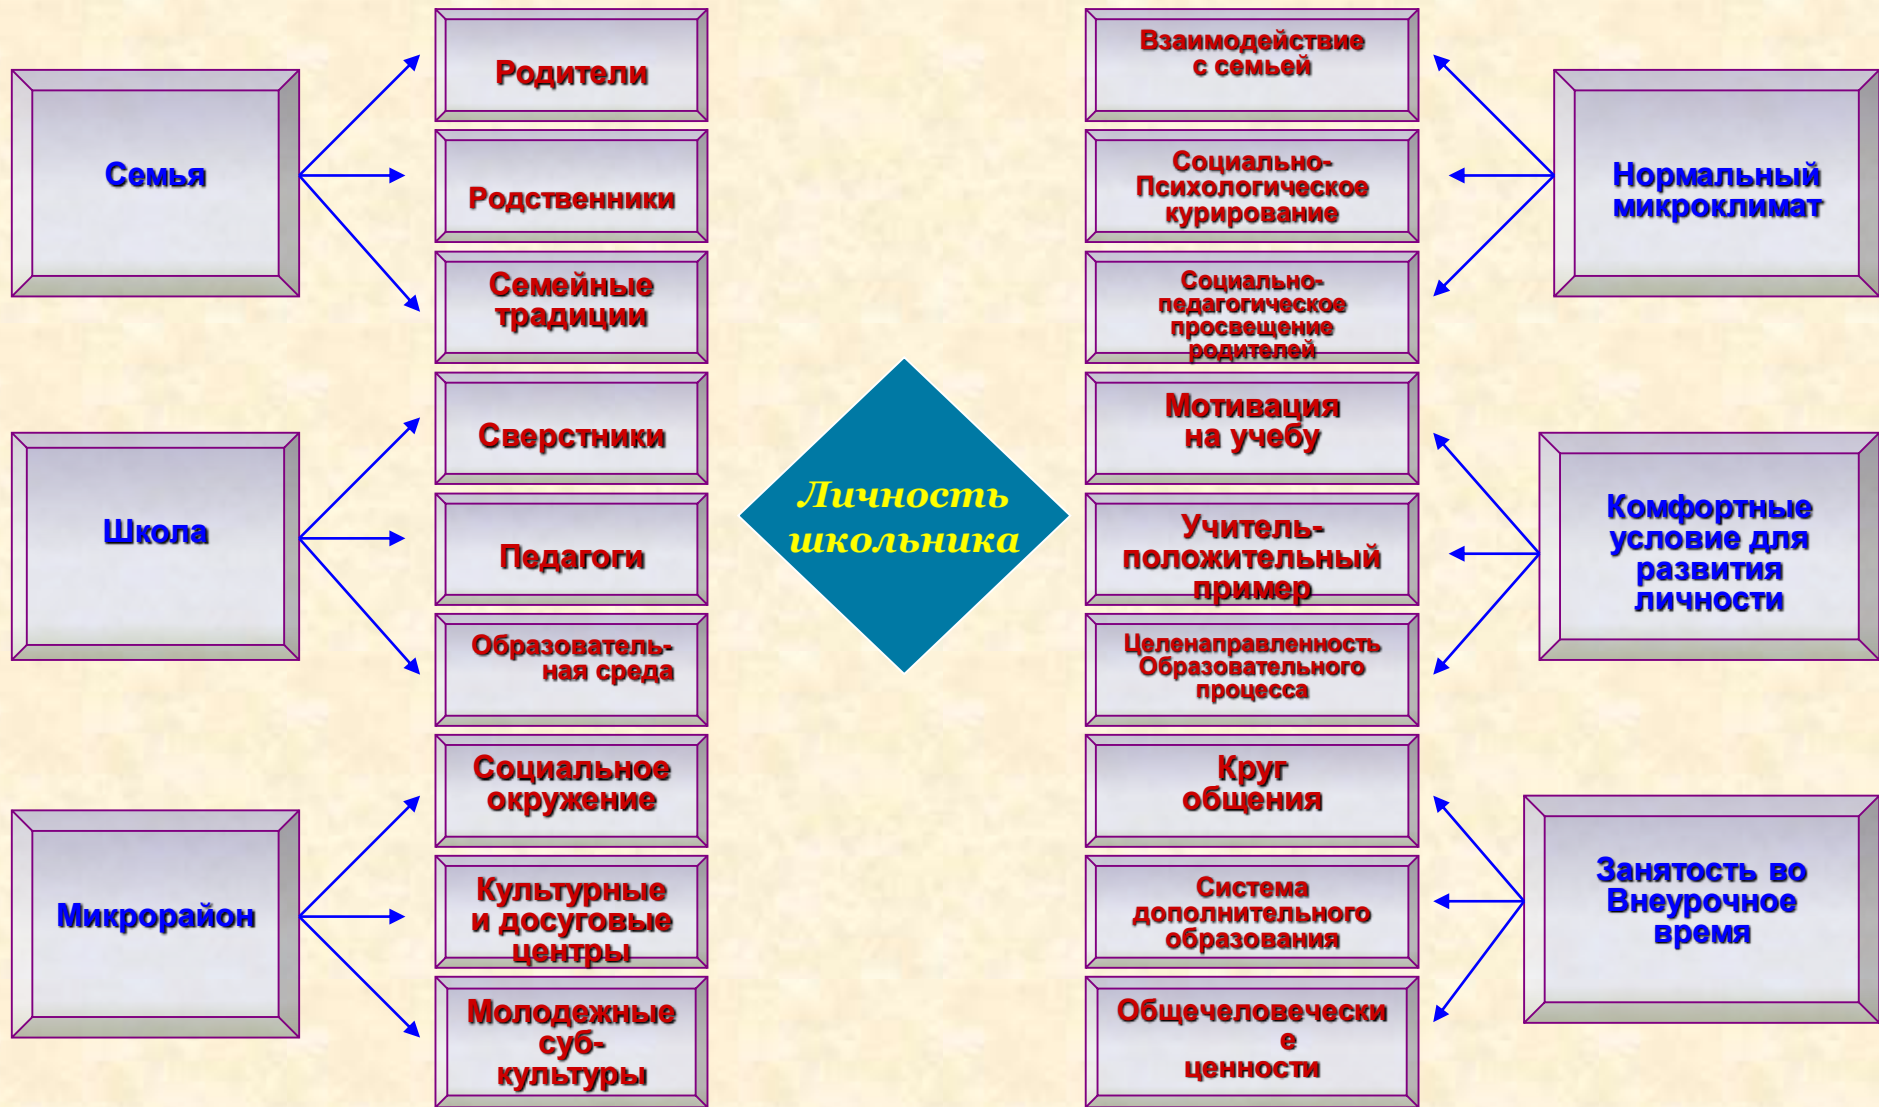 Семья
Родители
Родственники
Семейные
традиции
Школа
Сверстники
Педагоги
Образователь-
ная среда
Микрорайон
Социальное
окружение
Культурные
и досуговые
центры
Молодежные
суб-
культуры
Личность
школьника
Взаимодействие
с семьей
Социально-
Психологическое
курирование
Социально-
педагогическое
просвещение
родителей
Нормальный
микроклимат
Мотивация
на учебу
Учитель-
положительный
пример
Целенаправленность
Образовательного
процесса
Комфортные
условие для
развития
личности
Круг
общения
Система
дополнительного
образования
Общечеловечески
е
ценности
Занятость во
Внеурочное
время